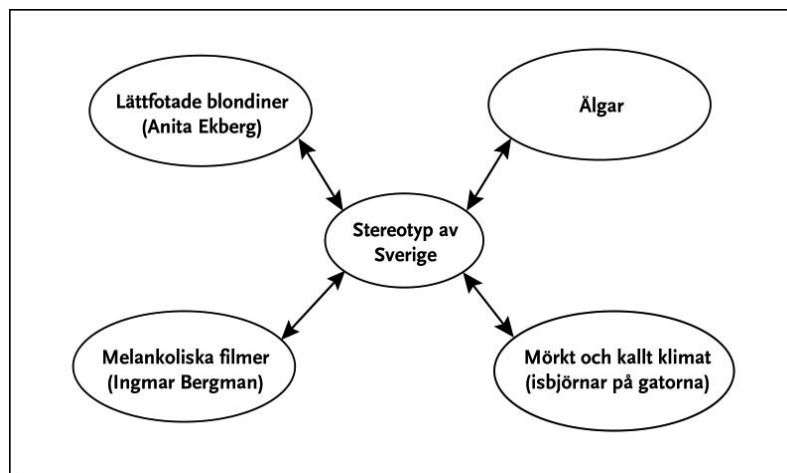 Lättfotade blondiner
(Anita Ekberg)
Älgar
Stereotyp av
Sverige
Melankoliska filmer
(Ingmar Bergman)
Mörkt och kallt klimat
(isbjörnar på gatorna)